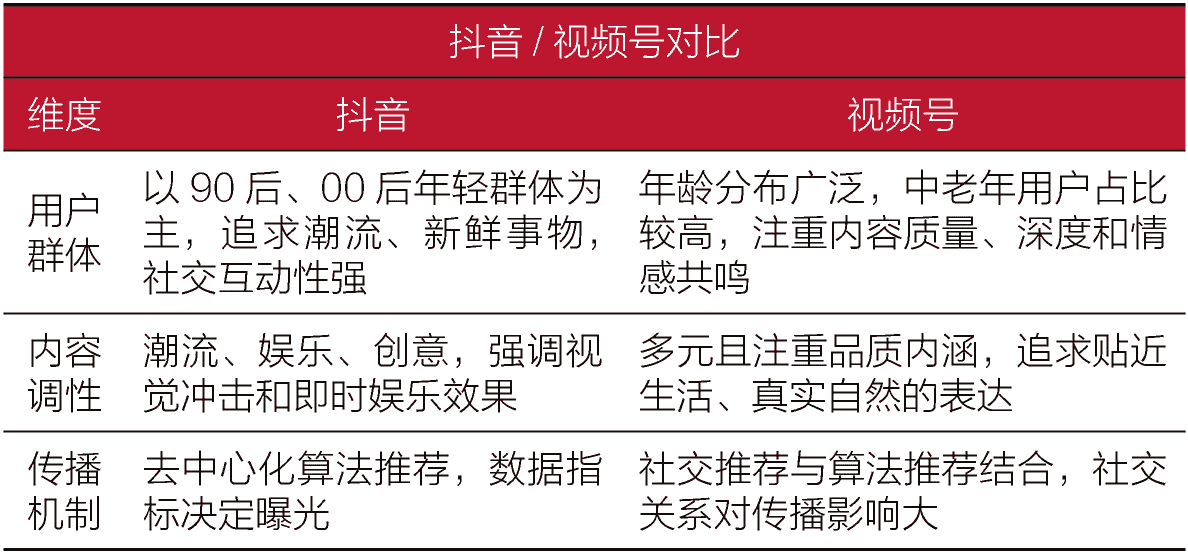 抖音 / 视频号对比
维度 抖音 视频号
用户
群体
以 90 后、00 后年轻群体为
主，追求潮流、新鲜事物，
社交互动性强
年龄分布广泛，中老年用户占比
较高，注重内容质量、深度和情
感共鸣
内容
调性
潮流、娱乐、创意，强调视
觉冲击和即时娱乐效果
多元且注重品质内涵，追求贴近
生活、真实自然的表达
传播
机制
去中心化算法推荐，数据指
标决定曝光
社交推荐与算法推荐结合，社交
关系对传播影响大